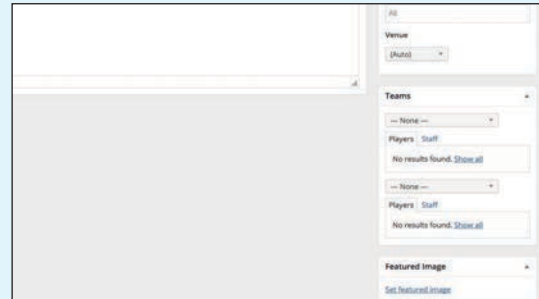 All
Venue
(Auto)
Teams
— None —
Players Staff
No results found. Show all
— None —
Players Staff
No results found. Show all
Featured Image
Set featured image